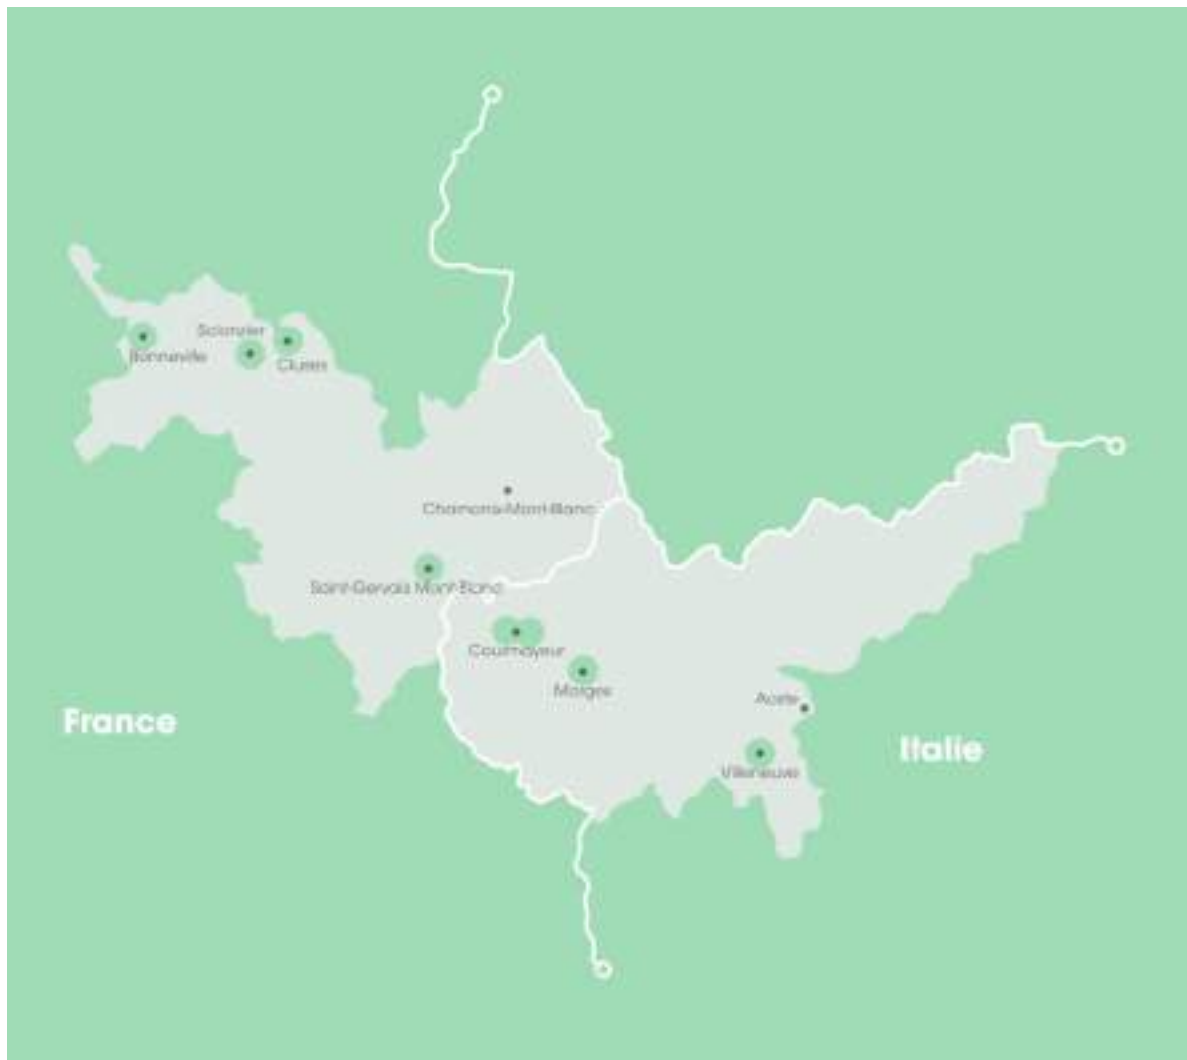 Scionzier
Bonneville
Cluses
Chamonix-Mont-Blanc
Saint-Gervais Mont-Blanc
Courmayeur
Morgex
Aoste
France
Italie
Villeneuve